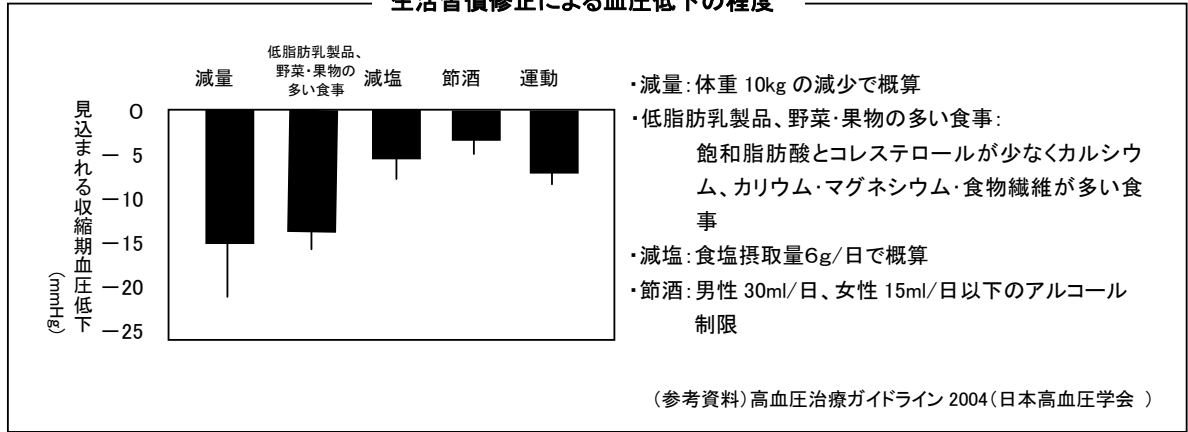 生活習慣修正による血圧低下の程度
低脂肪乳製品、
野菜・果物の
多い食事
減量
減塩
節酒
運動
見込まれる収縮期血圧低下
(mmHg)
0
－5
－10
－15
－20
－25
・減量：体重 10kg の減少で概算
・低脂肪乳製品、野菜・果物の多い食事：
飽和脂肪酸とコレステロールが少なくカルシウ
ム、カリウム・マグネシウム・食物繊維が多い食
事
・減塩：食塩摂取量6g/日で概算
・節酒：男性 30ml/日、女性 15ml/日以下のアルコール
制限
（参考資料）高血圧治療ガイドライン 2004（日本高血圧学会 ）